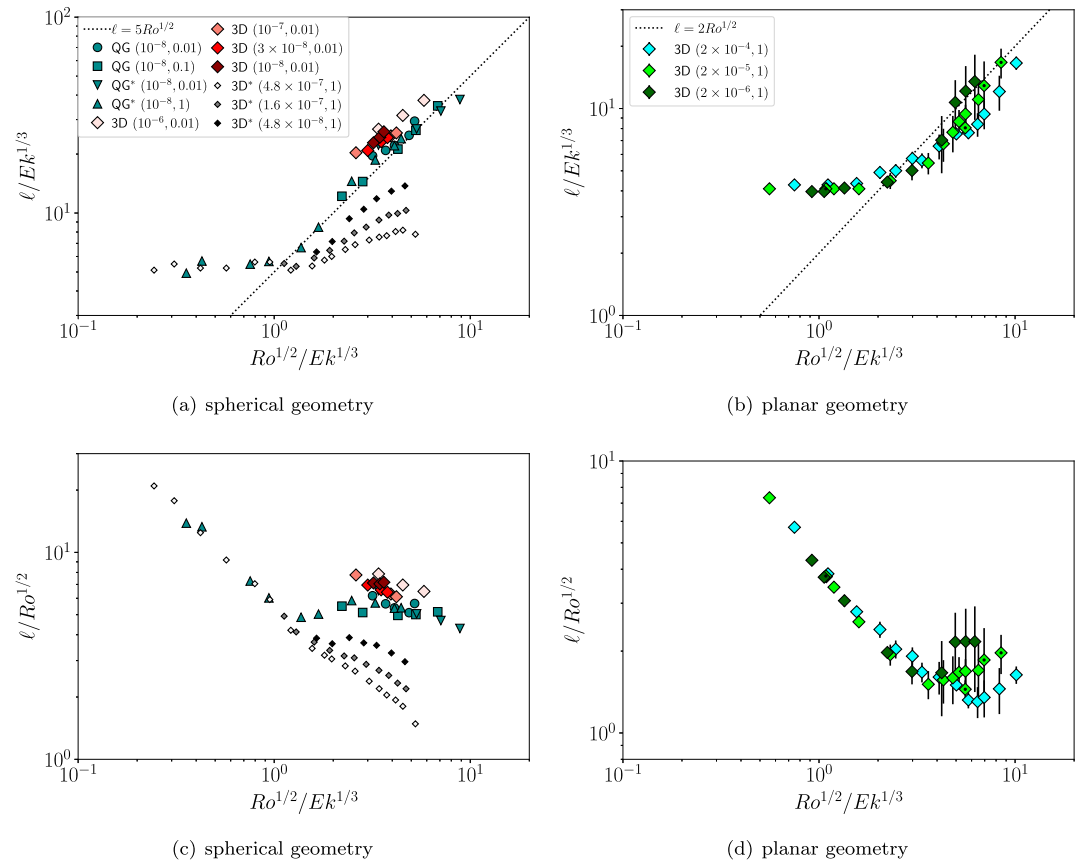 10^2
10^1
ℓ/Ek^{1/3}
ℓ = 5Ro^{1/2}
QG (10^{-8}, 0.01)
QG (10^{-8}, 0.1)
QG* (10^{-8}, 0.01)
QG* (10^{-8}, 1)
3D (10^{-6}, 0.01)
3D (10^{-7}, 0.01)
3D (3 × 10^{-8}, 0.01)
3D (10^{-8}, 0.01)
3D* (4.8 × 10^{-7}, 1)
3D* (1.6 × 10^{-7}, 1)
3D* (4.8 × 10^{-8}, 1)
10^{-1} 10^0 10^1
Ro^{1/2}/Ek^{1/3}
(a) spherical geometry
10^1
10^0
ℓ/Ek^{1/3}
ℓ = 2Ro^{1/2}
3D (2 × 10^{-4}, 1)
3D (2 × 10^{-5}, 1)
3D (2 × 10^{-6}, 1)
10^{-1} 10^0 10^1
Ro^{1/2}/Ek^{1/3}
(b) planar geometry
10^1
10^0
ℓ/Ro^{1/2}
10^{-1} 10^0 10^1
Ro^{1/2}/Ek^{1/3}
(c) spherical geometry
10^1
10^0
ℓ/Ro^{1/2}
10^{-1} 10^0 10^1
Ro^{1/2}/Ek^{1/3}
(d) planar geometry